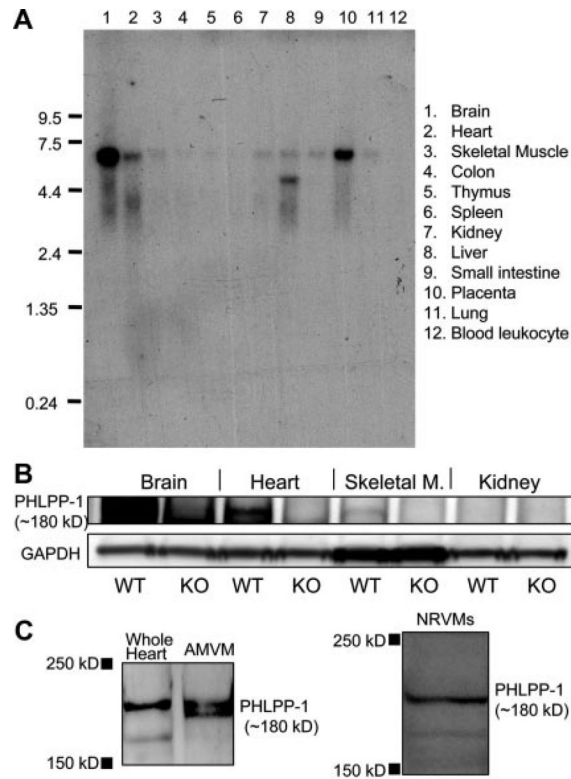 A
1 2 3 4 5 6 7 8 9 10 11 12
9.5
7.5
4.4
2.4
1.35
0.24
1. Brain
2. Heart
3. Skeletal Muscle
4. Colon
5. Thymus
6. Spleen
7. Kidney
8. Liver
9. Small intestine
10. Placenta
11. Lung
12. Blood leukocyte
B
Brain | Heart | Skeletal M. | Kidney
PHLPP-1
(~180 kD)
GAPDH
WT KO WT KO WT KO WT KO
C
Whole
Heart
AMVM
250 kD
PHLPP-1
(~180 kD)
150 kD
NRVMs
250 kD
PHLPP-1
(~180 kD)
150 kD